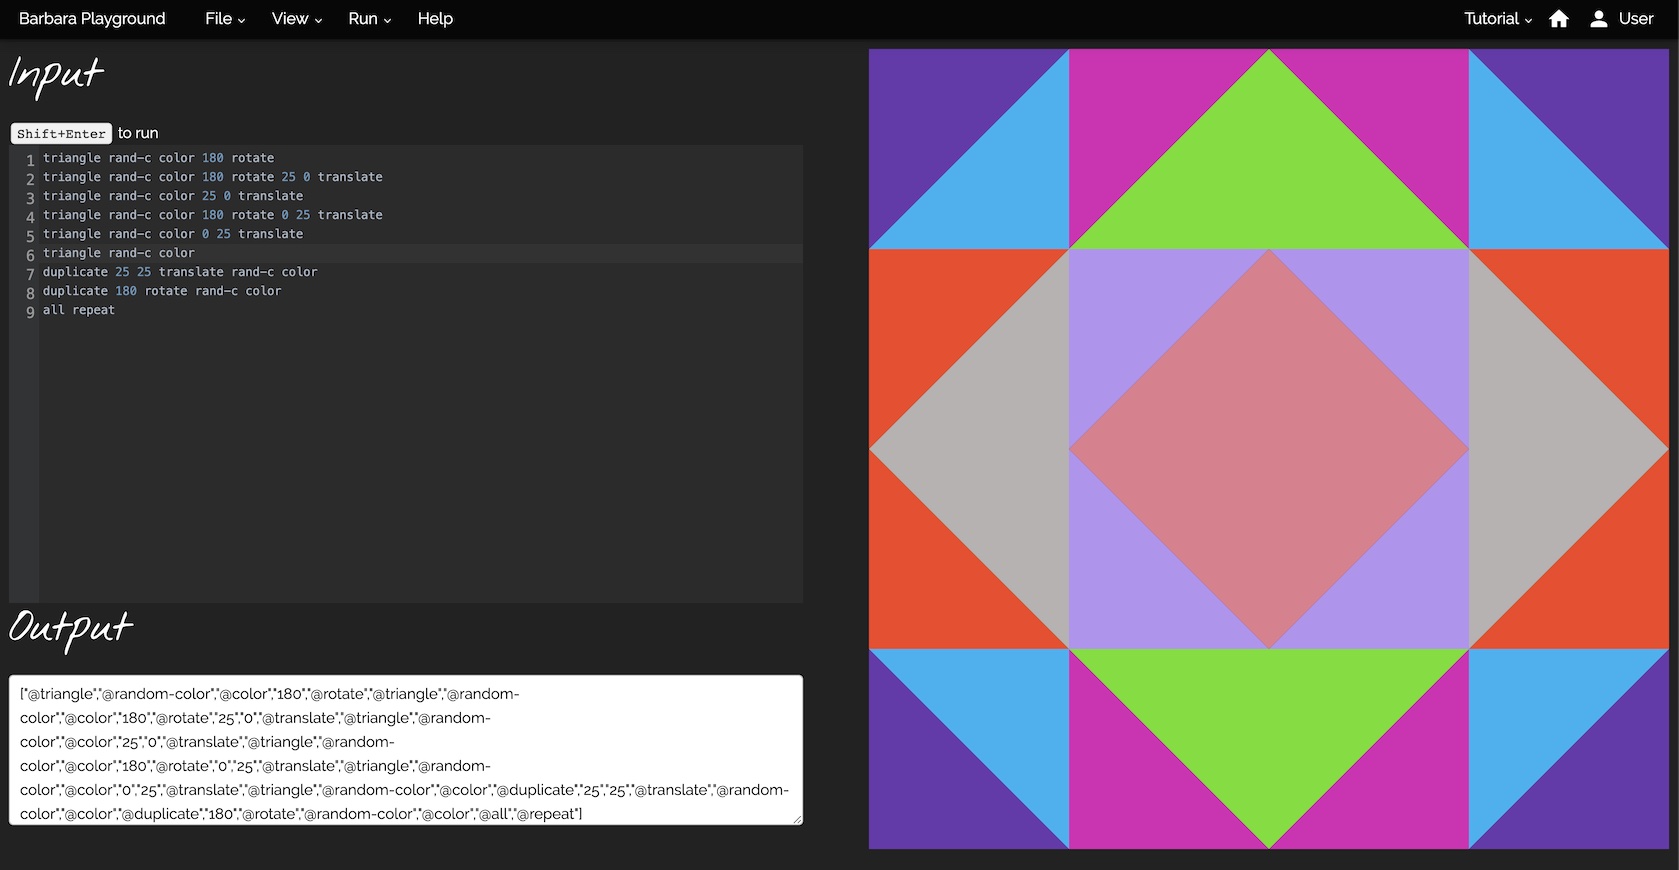 Barbara Playground File View Run Help Tutorial User
Input
Shift+Enter to run
1 triangle rand-c color 180 rotate
2 triangle rand-c color 180 rotate 25 0 translate
3 triangle rand-c color 25 0 translate
4 triangle rand-c color 180 rotate 0 25 translate
5 triangle rand-c color 0 25 translate
6 triangle rand-c color
7 duplicate 25 25 translate rand-c color
8 duplicate 180 rotate rand-c color
9 all repeat
Output
["@triangle","@random-color","@color","180","@rotate","@triangle","@random-
color","@color","180","@rotate","25","0","@translate","@triangle","@random-
color","@color","25","0","@translate","@triangle","@random-
color","@color","180","@rotate","0","25","@translate","@triangle","@random-
color","@color","0","25","@translate","@triangle","@random-color","@color","@duplicate","25","25","@translate","@random-
color","@color","@duplicate","180","@rotate","@random-color","@color","@all","@repeat"]